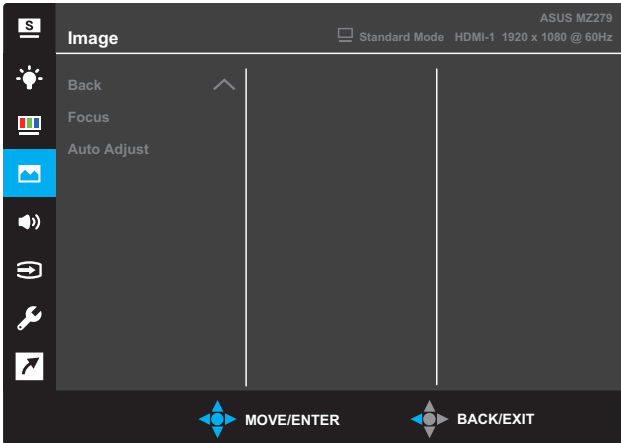 S
ASUS MZ279
Image
Standard Mode HDMI-1 1920 x 1080 @ 60Hz
Back
Focus
Auto Adjust
MOVE/ENTER
BACK/EXIT